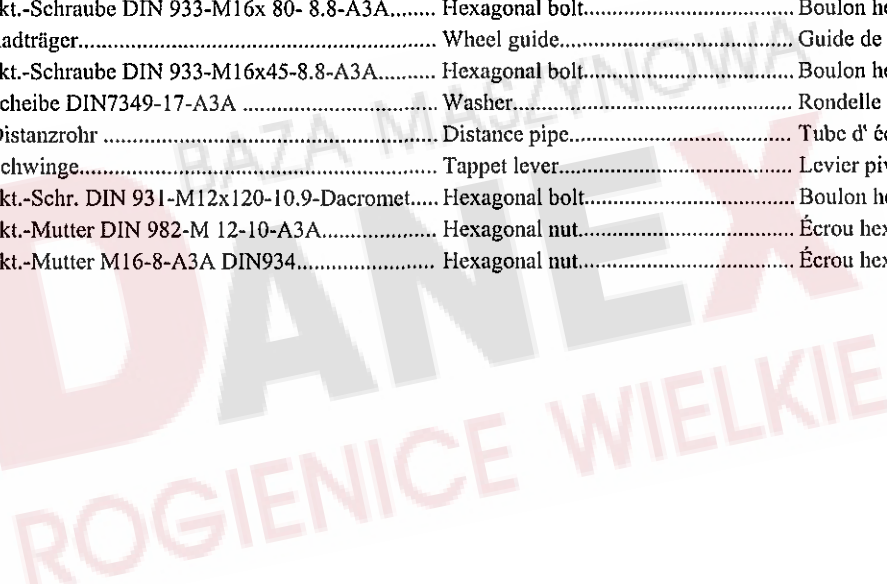 kt.-Schraube DIN 933-M16x 80- 8.8-A3A........ Hexagonal bolt............................................ Boulon he
adträger.................................................................... Wheel guide............................................ Guide de
kt.-Schraube DIN 933-M16x45-8.8-A3A.......... Hexagonal bolt............................................ Boulon he
cheibe DIN7349-17-A3A .................................... Washer..................................................... Rondelle
istanzrohr ................................................................ Distance pipe.......................................... Tube d' éc
chwinge.................................................................... Tappet lever............................................ Levier piv
kt.-Schr. DIN 931-M12x120-10.9-Dacromet..... Hexagonal bolt........................................ Boulon he
kt.-Mutter DIN 982-M 12-10-A3A...................... Hexagonal nut......................................... Écrou hex
kt.-Mutter M16-8-A3A DIN934.......................... Hexagonal nut......................................... Écrou hex
BAZA MASZYNOWA
DANEX
ROGIENICE WIELKIE